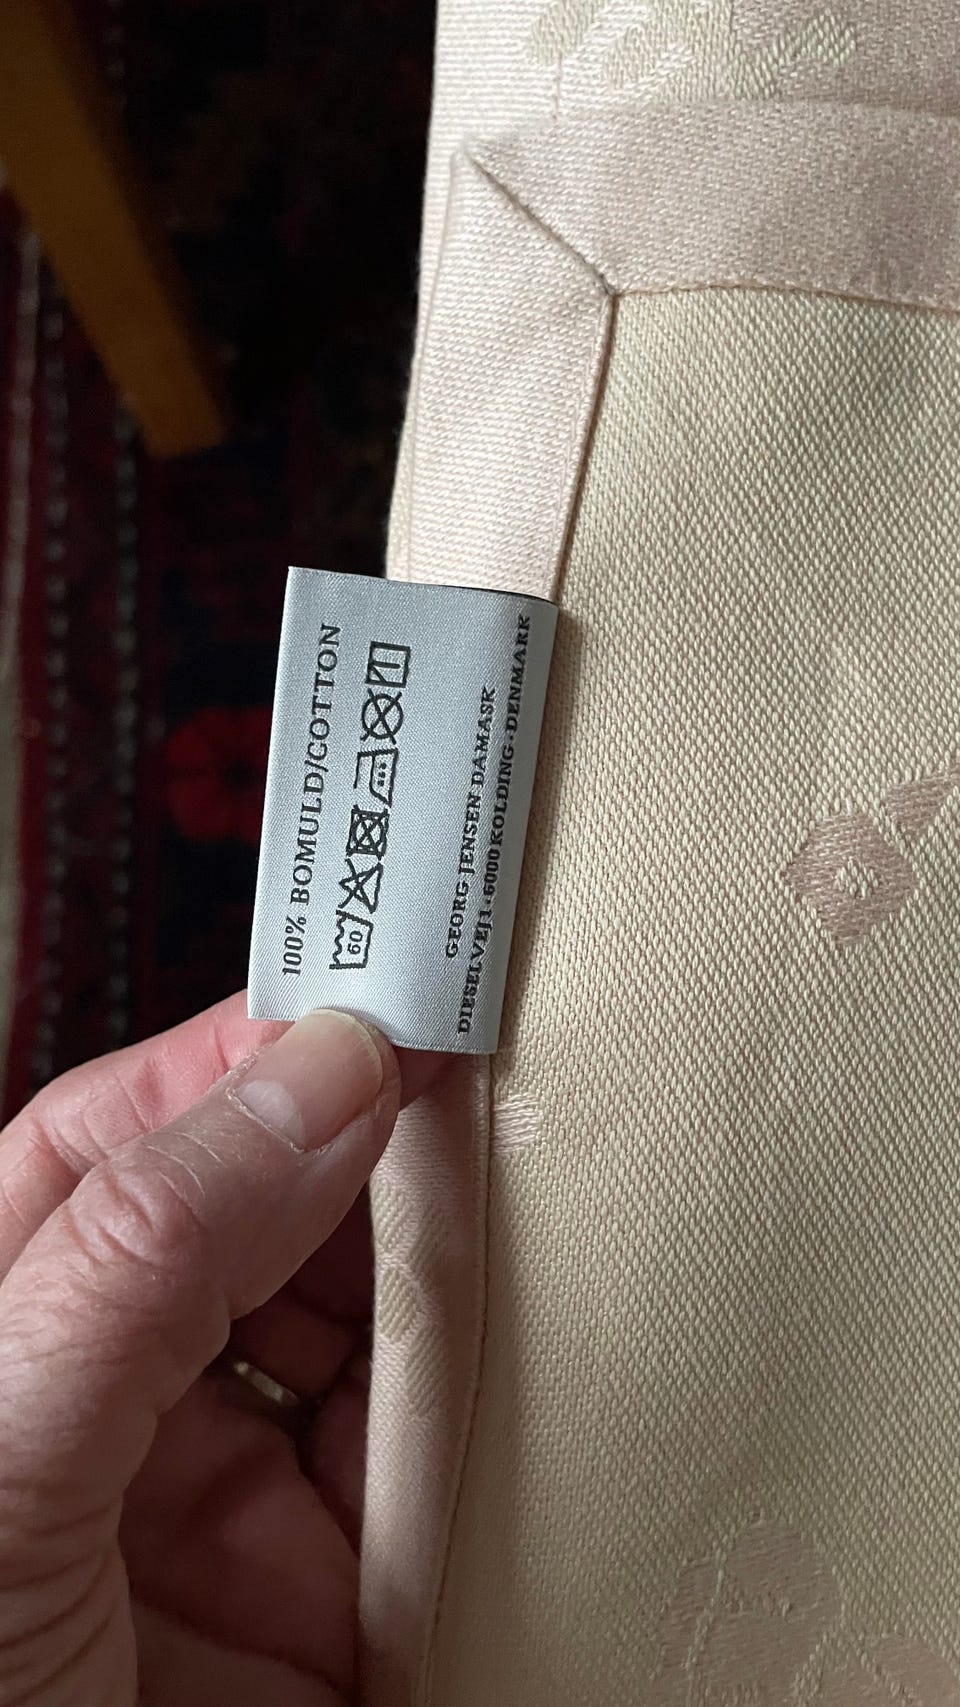 100% BOMULD/COTTON
60
GEORG JENSEN DAMASK
DIESELVEJ 1 · 6000 KOLDING · DENMARK